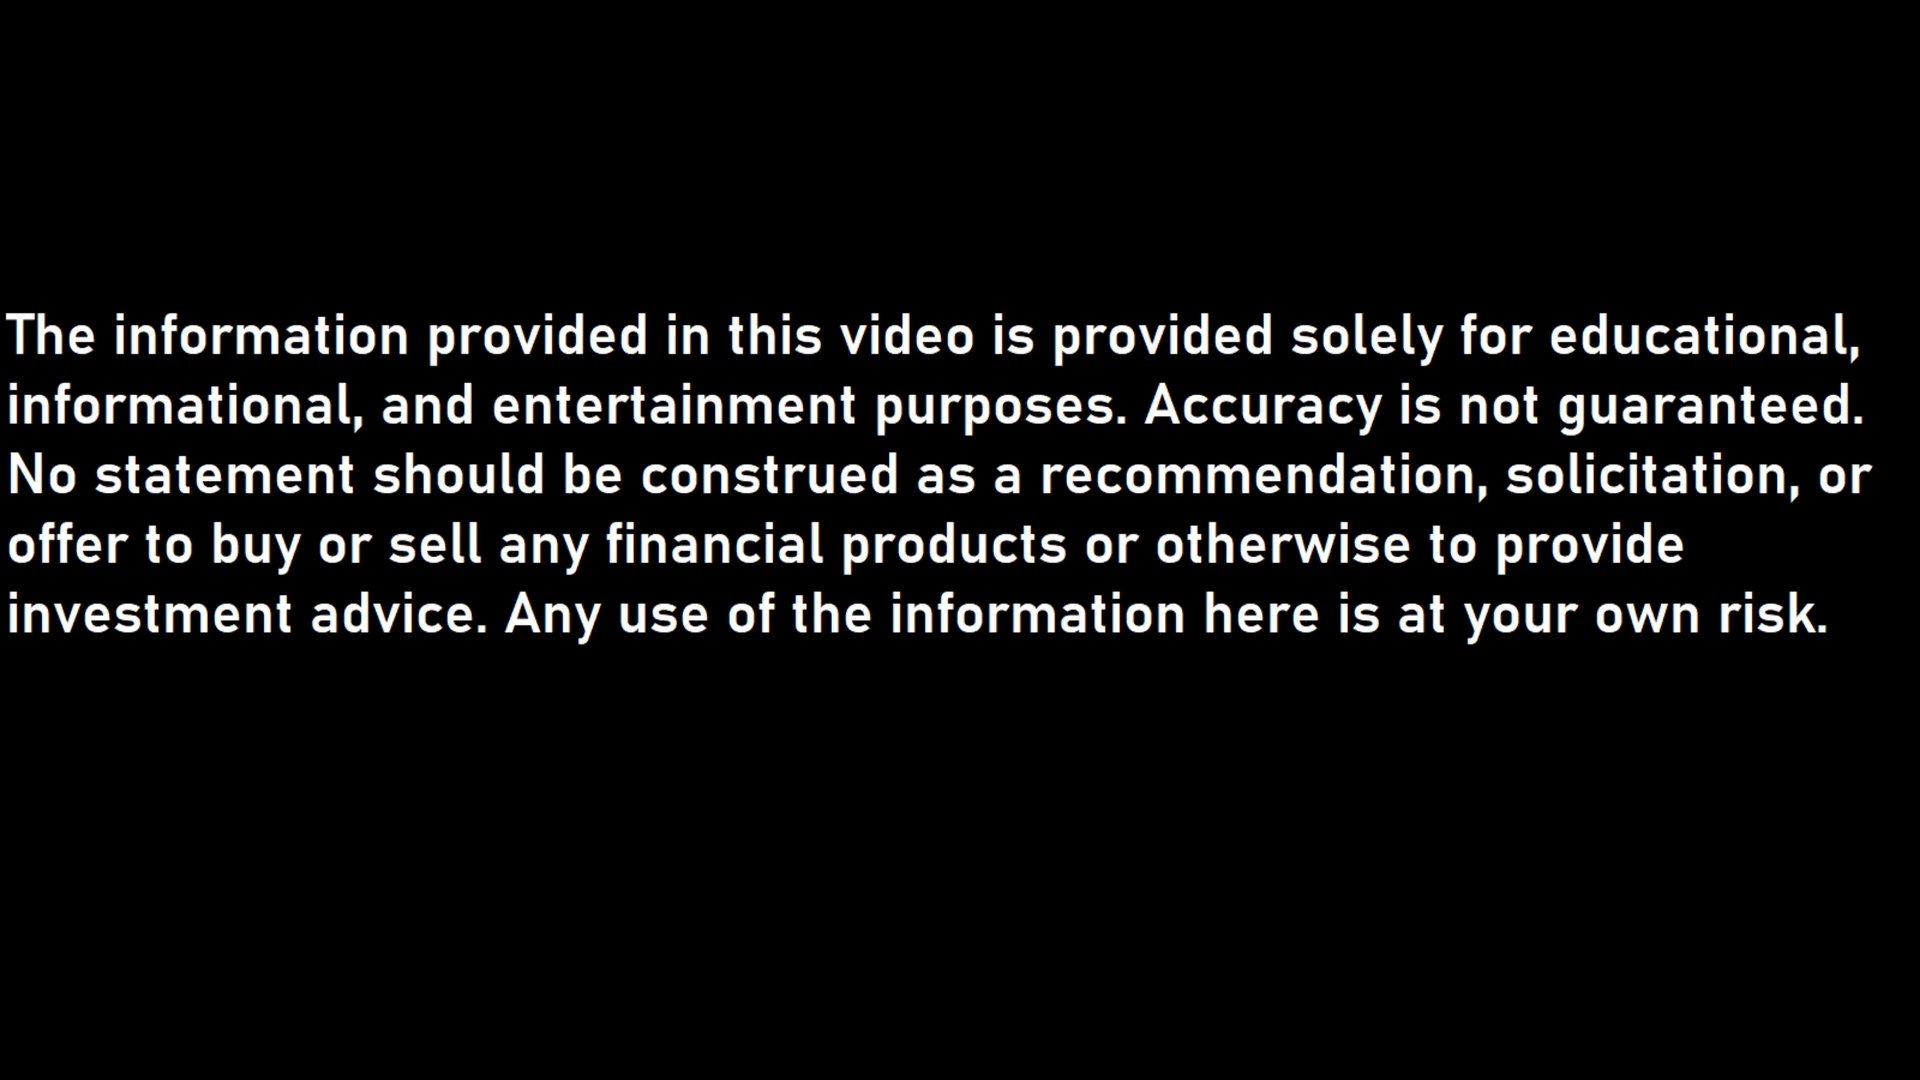 The information provided in this video is provided solely for educational,
informational, and entertainment purposes. Accuracy is not guaranteed.
No statement should be construed as a recommendation, solicitation, or
offer to buy or sell any financial products or otherwise to provide
investment advice. Any use of the information here is at your own risk.